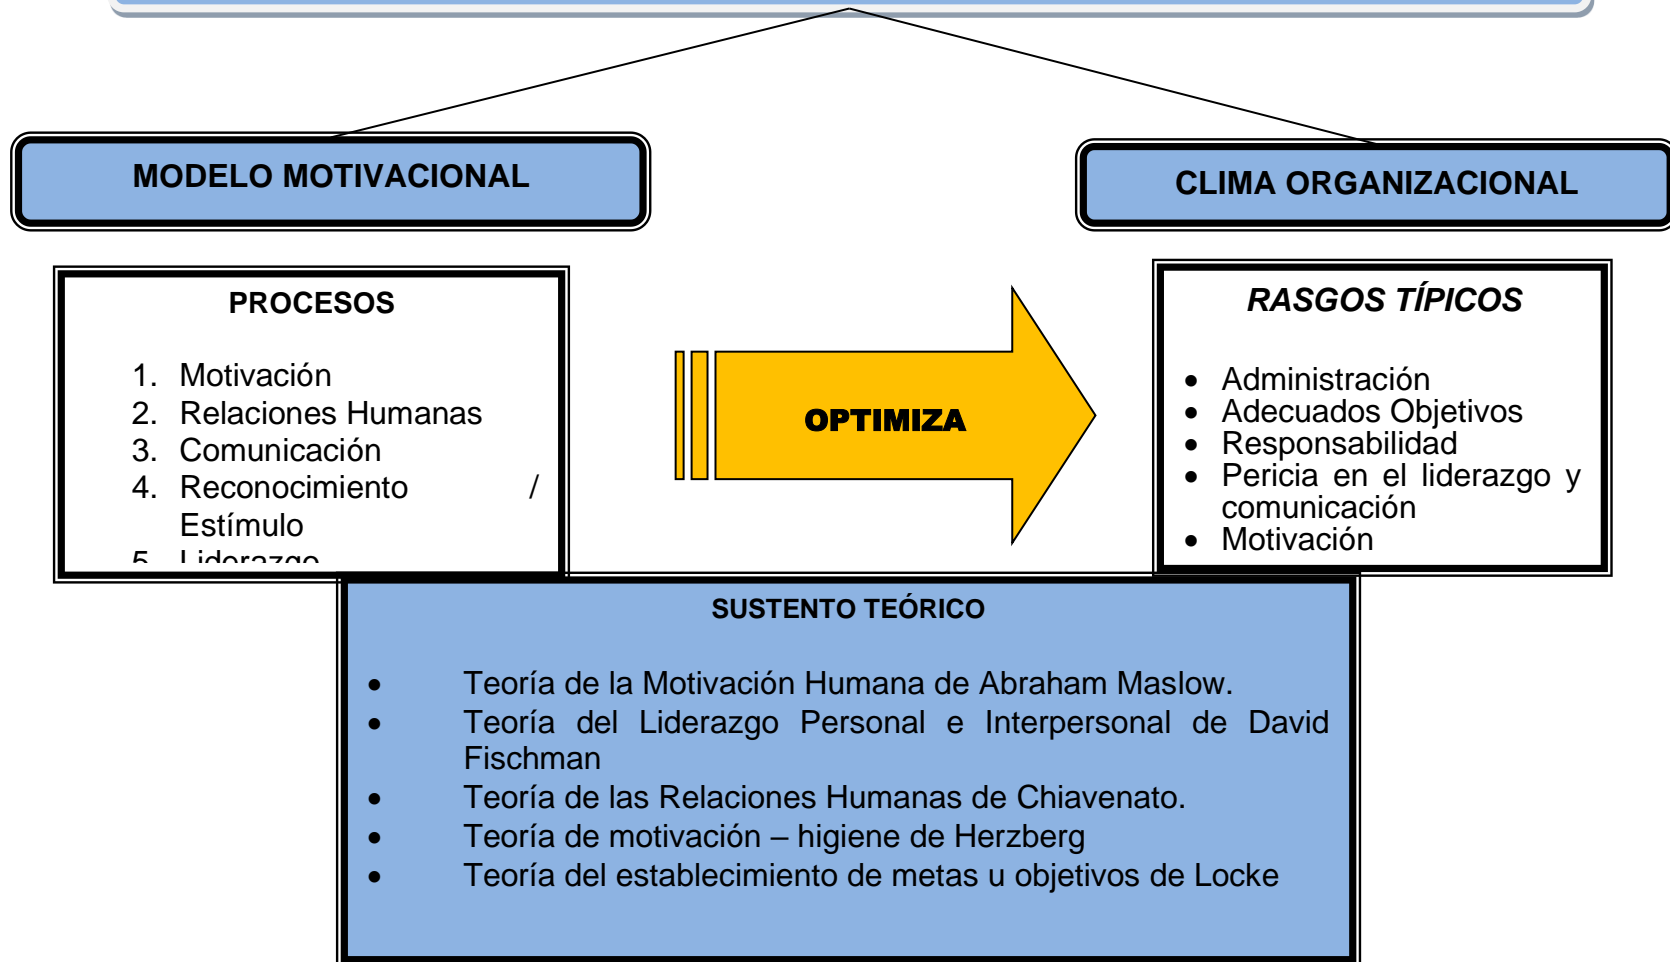 MODELO MOTIVACIONAL
CLIMA ORGANIZACIONAL
PROCESOS
1. Motivación
2. Relaciones Humanas
3. Comunicación
4. Reconocimiento /
Estímulo
5. Liderazgo
OPTIMIZA
RASGOS TÍPICOS
• Administración
• Adecuados Objetivos
• Responsabilidad
• Pericia en el liderazgo y
comunicación
• Motivación
SUSTENTO TEÓRICO
• Teoría de la Motivación Humana de Abraham Maslow.
• Teoría del Liderazgo Personal e Interpersonal de David
Fischman
• Teoría de las Relaciones Humanas de Chiavenato.
• Teoría de motivación – higiene de Herzberg
• Teoría del establecimiento de metas u objetivos de Locke